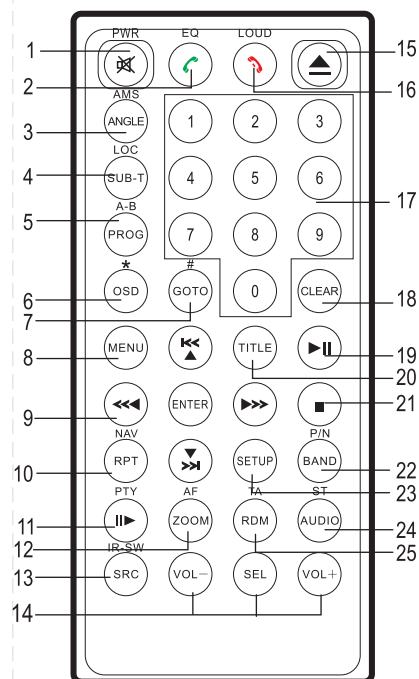 PWR EQ LOUD
1 15
2 16
AMS
3 ANGLE 1 2 3
LOC
4 SUB-T 4 5 6
17
A-B
5 PROG 7 8 9
* #
6 OSD GOTO 0 CLEAR 18
7
8 MENU TITLE 19
20
9 ENTER 21
NAV P/N
10 RPT SETUP BAND 22
23
PTY AF TA ST
11 ZOOM RDM AUDIO 24
12 25
IR-SW
13 SRC VOL− SEL VOL+
14